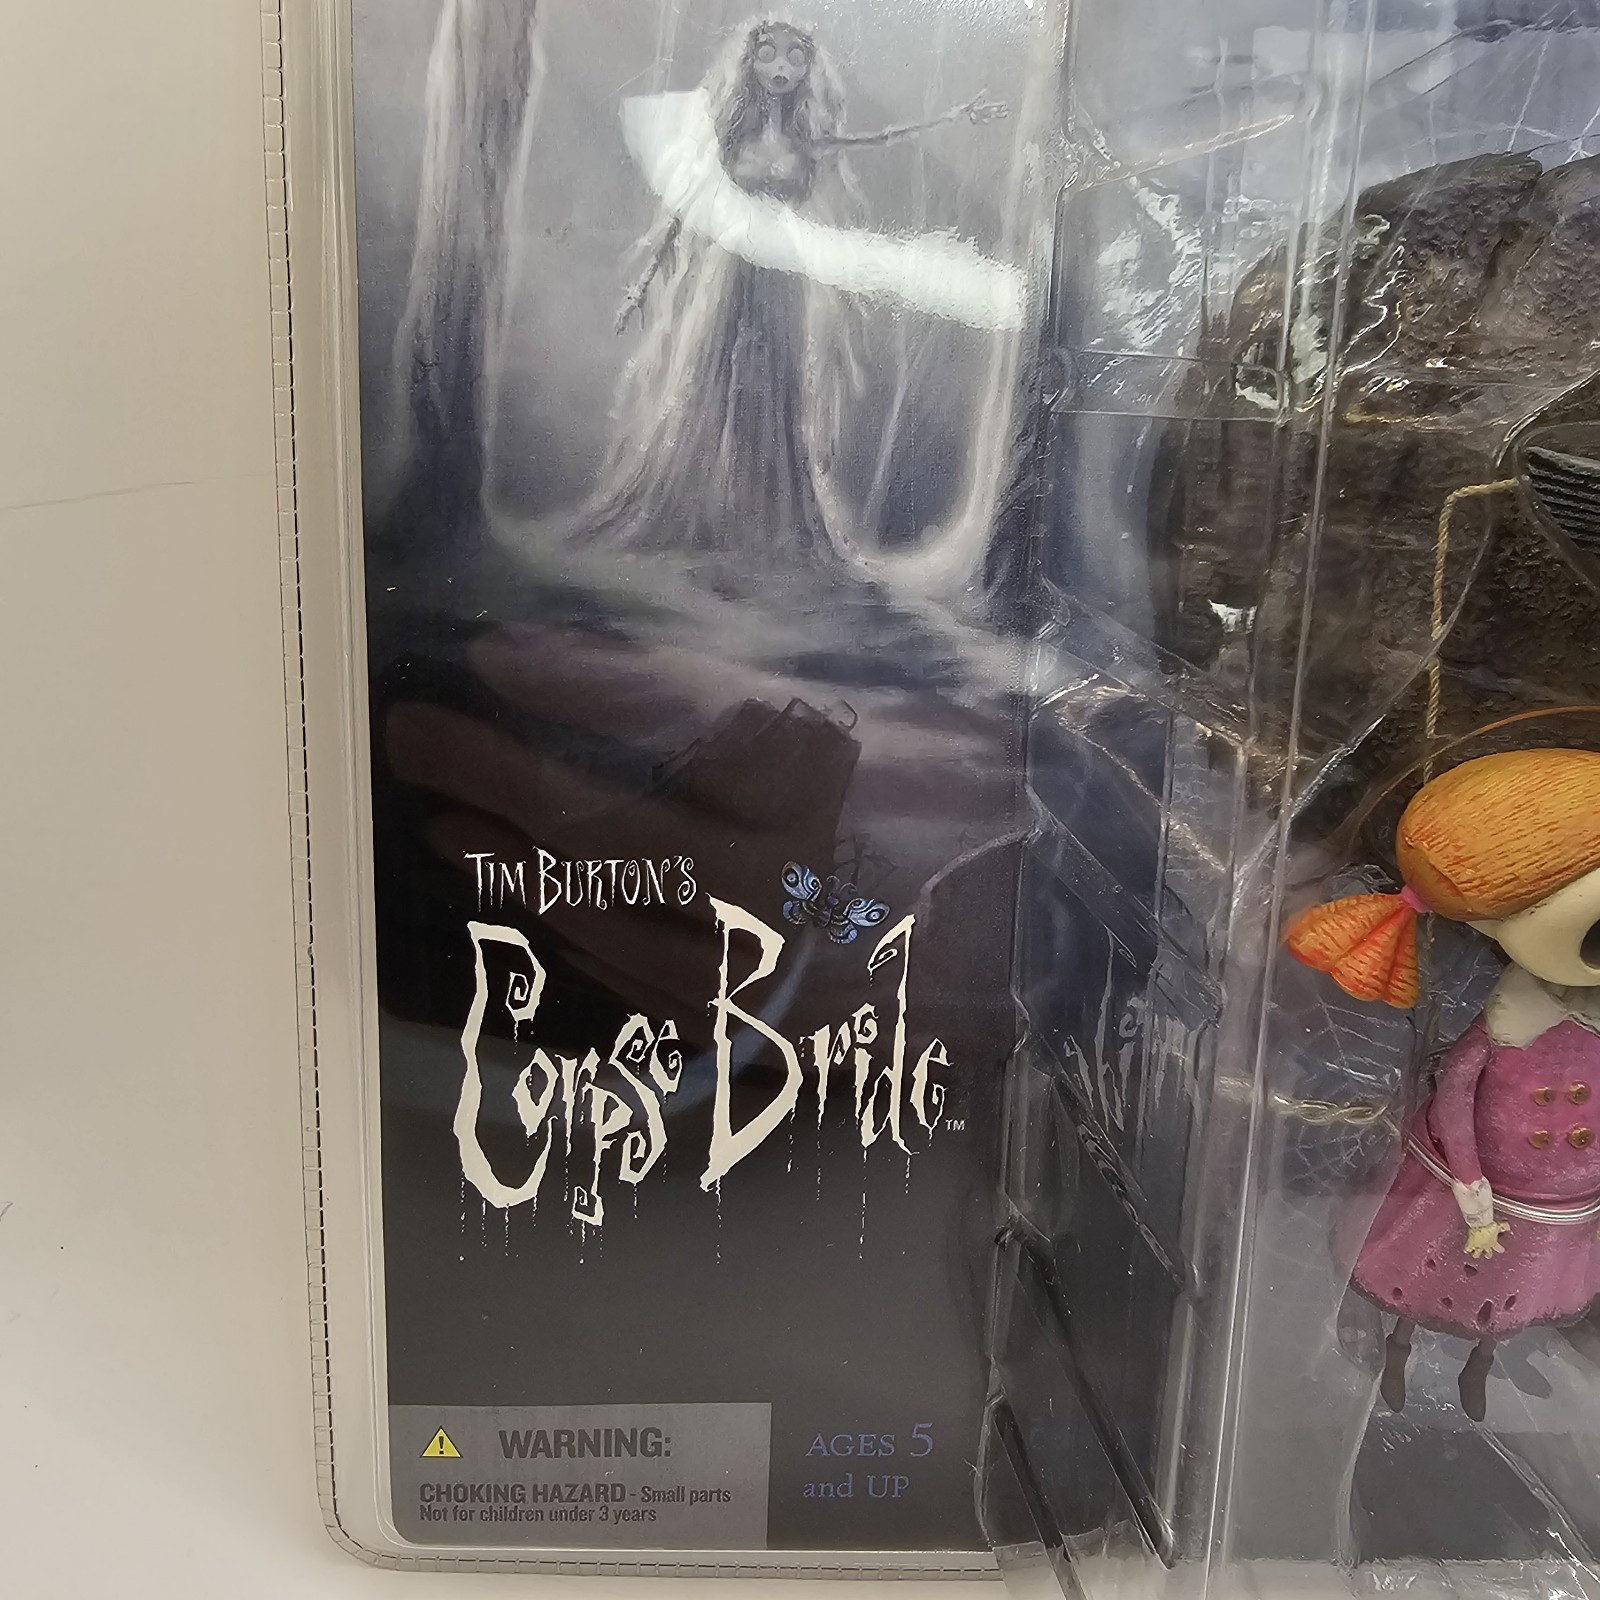 TIM BURTON'S
Corpse Bride™
WARNING:
CHOKING HAZARD - Small parts
Not for children under 3 years
AGES 5
and UP